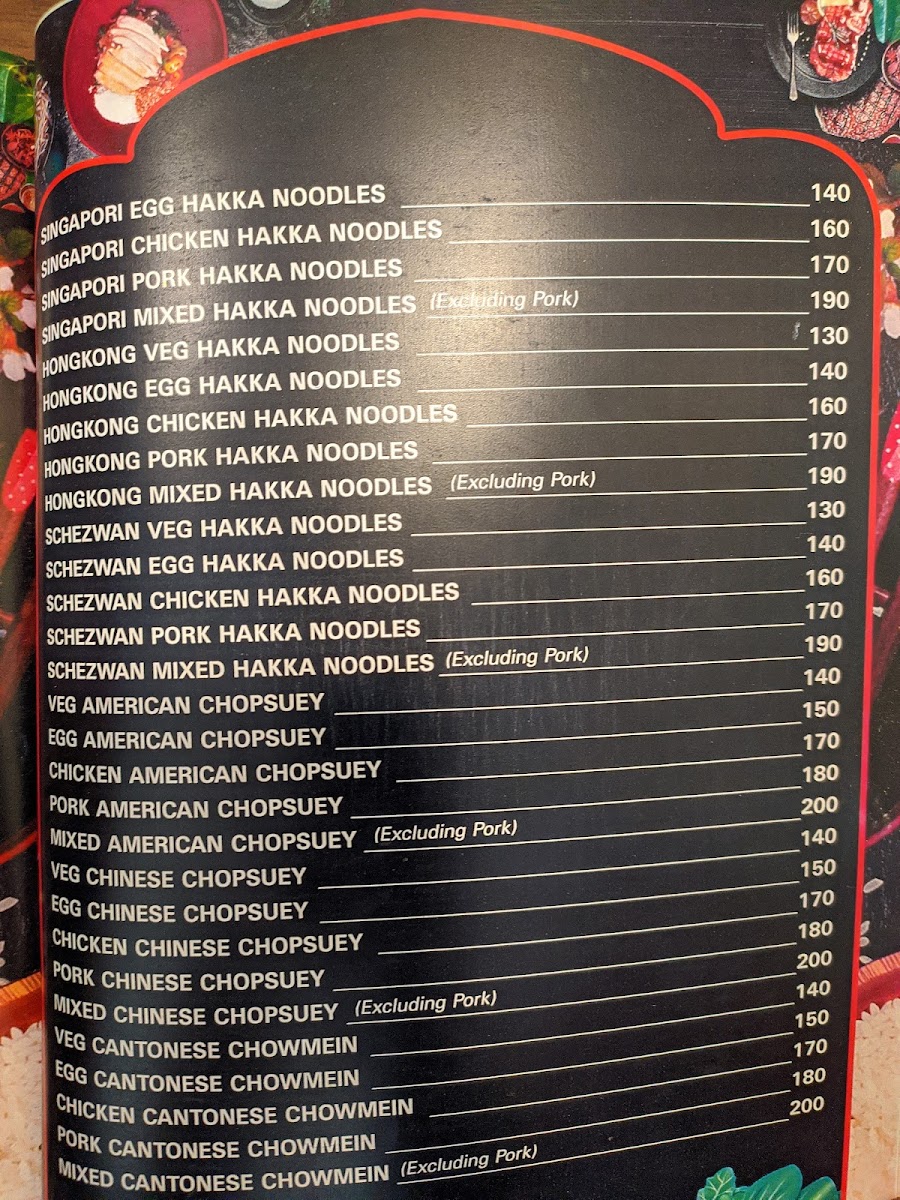 SINGAPORI EGG HAKKA NOODLES 140
SINGAPORI CHICKEN HAKKA NOODLES 160
SINGAPORI PORK HAKKA NOODLES 170
SINGAPORI MIXED HAKKA NOODLES (Excluding Pork) 190
HONGKONG VEG HAKKA NOODLES 130
HONGKONG EGG HAKKA NOODLES 140
HONGKONG CHICKEN HAKKA NOODLES 160
HONGKONG PORK HAKKA NOODLES 170
HONGKONG MIXED HAKKA NOODLES (Excluding Pork) 190
SCHEZWAN VEG HAKKA NOODLES 130
SCHEZWAN EGG HAKKA NOODLES 140
SCHEZWAN CHICKEN HAKKA NOODLES 160
SCHEZWAN PORK HAKKA NOODLES 170
SCHEZWAN MIXED HAKKA NOODLES (Excluding Pork) 190
VEG AMERICAN CHOPSUEY 140
EGG AMERICAN CHOPSUEY 150
CHICKEN AMERICAN CHOPSUEY 170
PORK AMERICAN CHOPSUEY 180
MIXED AMERICAN CHOPSUEY (Excluding Pork) 200
VEG CHINESE CHOPSUEY 140
EGG CHINESE CHOPSUEY 150
CHICKEN CHINESE CHOPSUEY 170
PORK CHINESE CHOPSUEY 180
MIXED CHINESE CHOPSUEY (Excluding Pork) 200
VEG CANTONESE CHOWMEIN 140
EGG CANTONESE CHOWMEIN 150
CHICKEN CANTONESE CHOWMEIN 170
PORK CANTONESE CHOWMEIN 180
MIXED CANTONESE CHOWMEIN (Excluding Pork) 200